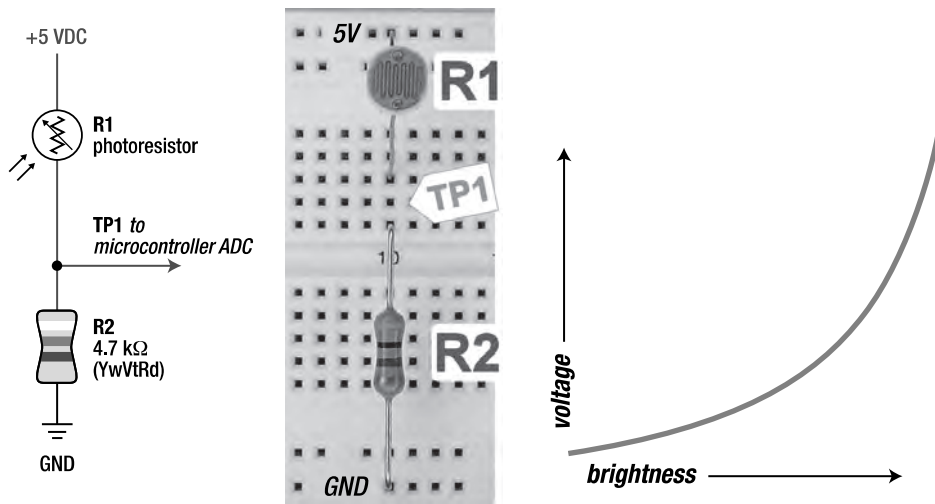 +5 VDC
R1
photoresistor
TP1 to
microcontroller ADC
R2
4.7 kΩ
(YwVtRd)
GND
5V
R1
TP1
10
R2
GND
voltage
brightness